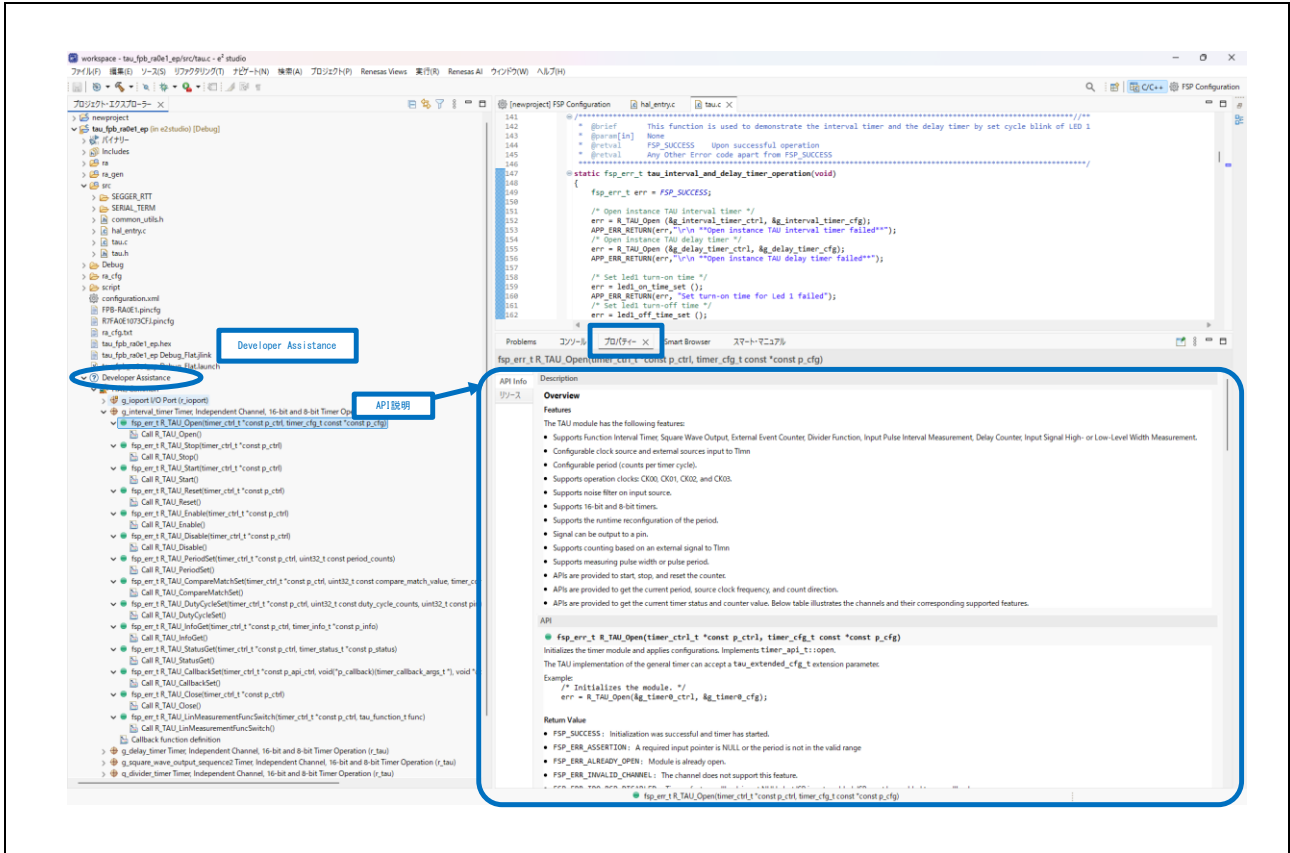 workspace - tau_fpb_ra0e1_ep/src/tau.c - e² studio
ファイル(F) 編集(E) ソース(S) リファクタリング(T) ナビゲート(N) 検索(A) プロジェクト(P) Renesas Views 実行(R) Renesas AI ウィンドウ(W) ヘルプ(H)
C/C++ FSP Configuration
プロジェクト・エクスプローラー
newproject
tau_fpb_ra0e1_ep (in e2studio) [Debug]
バイナリー
Includes
ra
ra_gen
src
SEGGER_RTT
SERIAL_TERM
common_utils.h
hal_entry.c
tau.c
tau.h
Debug
ra_cfg
script
configuration.xml
FPB-RA0E1.pincfg
R7FA0E1073CFJ.pincfg
ra_cfg.txt
tau_fpb_ra0e1_ep.hex
tau_fpb_ra0e1_ep Debug_Flat.jlink
Developer Assistance
Developer Assistance
g_ioport I/O Port (r_ioport)
g_interval_timer Timer, Independent Channel, 16-bit and 8-bit Timer
fsp_err_t R_TAU_Open(timer_ctrl_t *const p_ctrl, timer_cfg_t const *const p_cfg)
Call R_TAU_Open()
fsp_err_t R_TAU_Stop(timer_ctrl_t *const p_ctrl)
Call R_TAU_Stop()
fsp_err_t R_TAU_Start(timer_ctrl_t *const p_ctrl)
Call R_TAU_Start()
fsp_err_t R_TAU_Reset(timer_ctrl_t *const p_ctrl)
Call R_TAU_Reset()
fsp_err_t R_TAU_Enable(timer_ctrl_t *const p_ctrl)
Call R_TAU_Enable()
fsp_err_t R_TAU_Disable(timer_ctrl_t *const p_ctrl)
Call R_TAU_Disable()
fsp_err_t R_TAU_PeriodSet(timer_ctrl_t *const p_ctrl, uint32_t const period_counts)
Call R_TAU_PeriodSet()
fsp_err_t R_TAU_CompareMatchSet(timer_ctrl_t *const p_ctrl, uint32_t const compare_match_value, timer_co
Call R_TAU_CompareMatchSet()
fsp_err_t R_TAU_DutyCycleSet(timer_ctrl_t *const p_ctrl, uint32_t const duty_cycle_counts, uint32_t const pin
Call R_TAU_DutyCycleSet()
fsp_err_t R_TAU_InfoGet(timer_ctrl_t *const p_ctrl, timer_info_t *const p_info)
Call R_TAU_InfoGet()
fsp_err_t R_TAU_StatusGet(timer_ctrl_t *const p_ctrl, timer_status_t *const p_status)
Call R_TAU_StatusGet()
fsp_err_t R_TAU_CallbackSet(timer_ctrl_t *const p_api_ctrl, void(*p_callback)(timer_callback_args_t *), void *
Call R_TAU_CallbackSet()
fsp_err_t R_TAU_Close(timer_ctrl_t *const p_ctrl)
Call R_TAU_Close()
fsp_err_t R_TAU_LinMeasurementFuncSwitch(timer_ctrl_t *const p_ctrl, tau_function_t func)
Call R_TAU_LinMeasurementFuncSwitch()
Callback function definition
g_delay_timer Timer, Independent Channel, 16-bit and 8-bit Timer Operation (r_tau)
g_square_wave_output_sequence2 Timer, Independent Channel, 16-bit and 8-bit Timer Operation (r_tau)
g_divider_timer Timer, Independent Channel, 16-bit and 8-bit Timer Operation (r_tau)
API説明
[newproject] FSP Configuration hal_entry.c tau.c
141 /***********************************************************************************************//**
142 * @brief This function is used to demonstrate the interval timer and the delay timer by set cycle blink of LED 1
143 * @param[in] None
144 * @retval FSP_SUCCESS Upon successful operation
145 * @retval Any Other Error code apart from FSP_SUCCESS
146 ***************************************************************************************************/
147 static fsp_err_t tau_interval_and_delay_timer_operation(void)
148 {
149 fsp_err_t err = FSP_SUCCESS;
150
151 /* Open instance TAU interval timer */
152 err = R_TAU_Open (&g_interval_timer_ctrl, &g_interval_timer_cfg);
153 APP_ERR_RETURN(err,"\r\n **Open instance TAU interval timer failed**");
154 /* Open instance TAU delay timer */
155 err = R_TAU_Open (&g_delay_timer_ctrl, &g_delay_timer_cfg);
156 APP_ERR_RETURN(err,"\r\n **Open instance TAU delay timer failed**");
157
158 /* Set led1 turn-on time */
159 err = led1_on_time_set ();
160 APP_ERR_RETURN(err, "Set turn-on time for Led 1 failed");
161 /* Set led1 turn-off time */
162 err = led1_off_time_set ();
Problems コンソール プロパティー Smart Browser スマート・マニュアル
fsp_err_t R_TAU_Open(timer_ctrl_t *const p_ctrl, timer_cfg_t const *const p_cfg)
API Info
リソース
Description
Overview
Features
The TAU module has the following features:
• Supports Function Interval Timer, Square Wave Output, External Event Counter, Divider Function, Input Pulse Interval Measurement, Delay Counter, Input Signal High- or Low-Level Width Measurement.
• Configurable clock source and external sources input to TImn
• Configurable period (counts per timer cycle).
• Supports operation clocks: CK00, CK01, CK02, and CK03.
• Supports noise filter on input source.
• Supports 16-bit and 8-bit timers.
• Supports the runtime reconfiguration of the period.
• Signal can be output to a pin.
• Supports counting based on an external signal to TImn
• Supports measuring pulse width or pulse period.
• APIs are provided to start, stop, and reset the counter.
• APIs are provided to get the current period, source clock frequency, and count direction.
• APIs are provided to get the current timer status and counter value. Below table illustrates the channels and their corresponding supported features.
API
fsp_err_t R_TAU_Open(timer_ctrl_t *const p_ctrl, timer_cfg_t const *const p_cfg)
Initializes the timer module and applies configurations. Implements timer_api_t::open.
The TAU implementation of the general timer can accept a tau_extended_cfg_t extension parameter.
Example:
/* Initializes the module. */
err = R_TAU_Open(&g_timer0_ctrl, &g_timer0_cfg);
Return Value
• FSP_SUCCESS: Initialization was successful and timer has started.
• FSP_ERR_ASSERTION: A required input pointer is NULL or the period is not in the valid range
• FSP_ERR_ALREADY_OPEN: Module is already open.
• FSP_ERR_INVALID_CHANNEL: The channel does not support this feature.
fsp_err_t R_TAU_Open(timer_ctrl_t *const p_ctrl, timer_cfg_t const *const p_cfg)